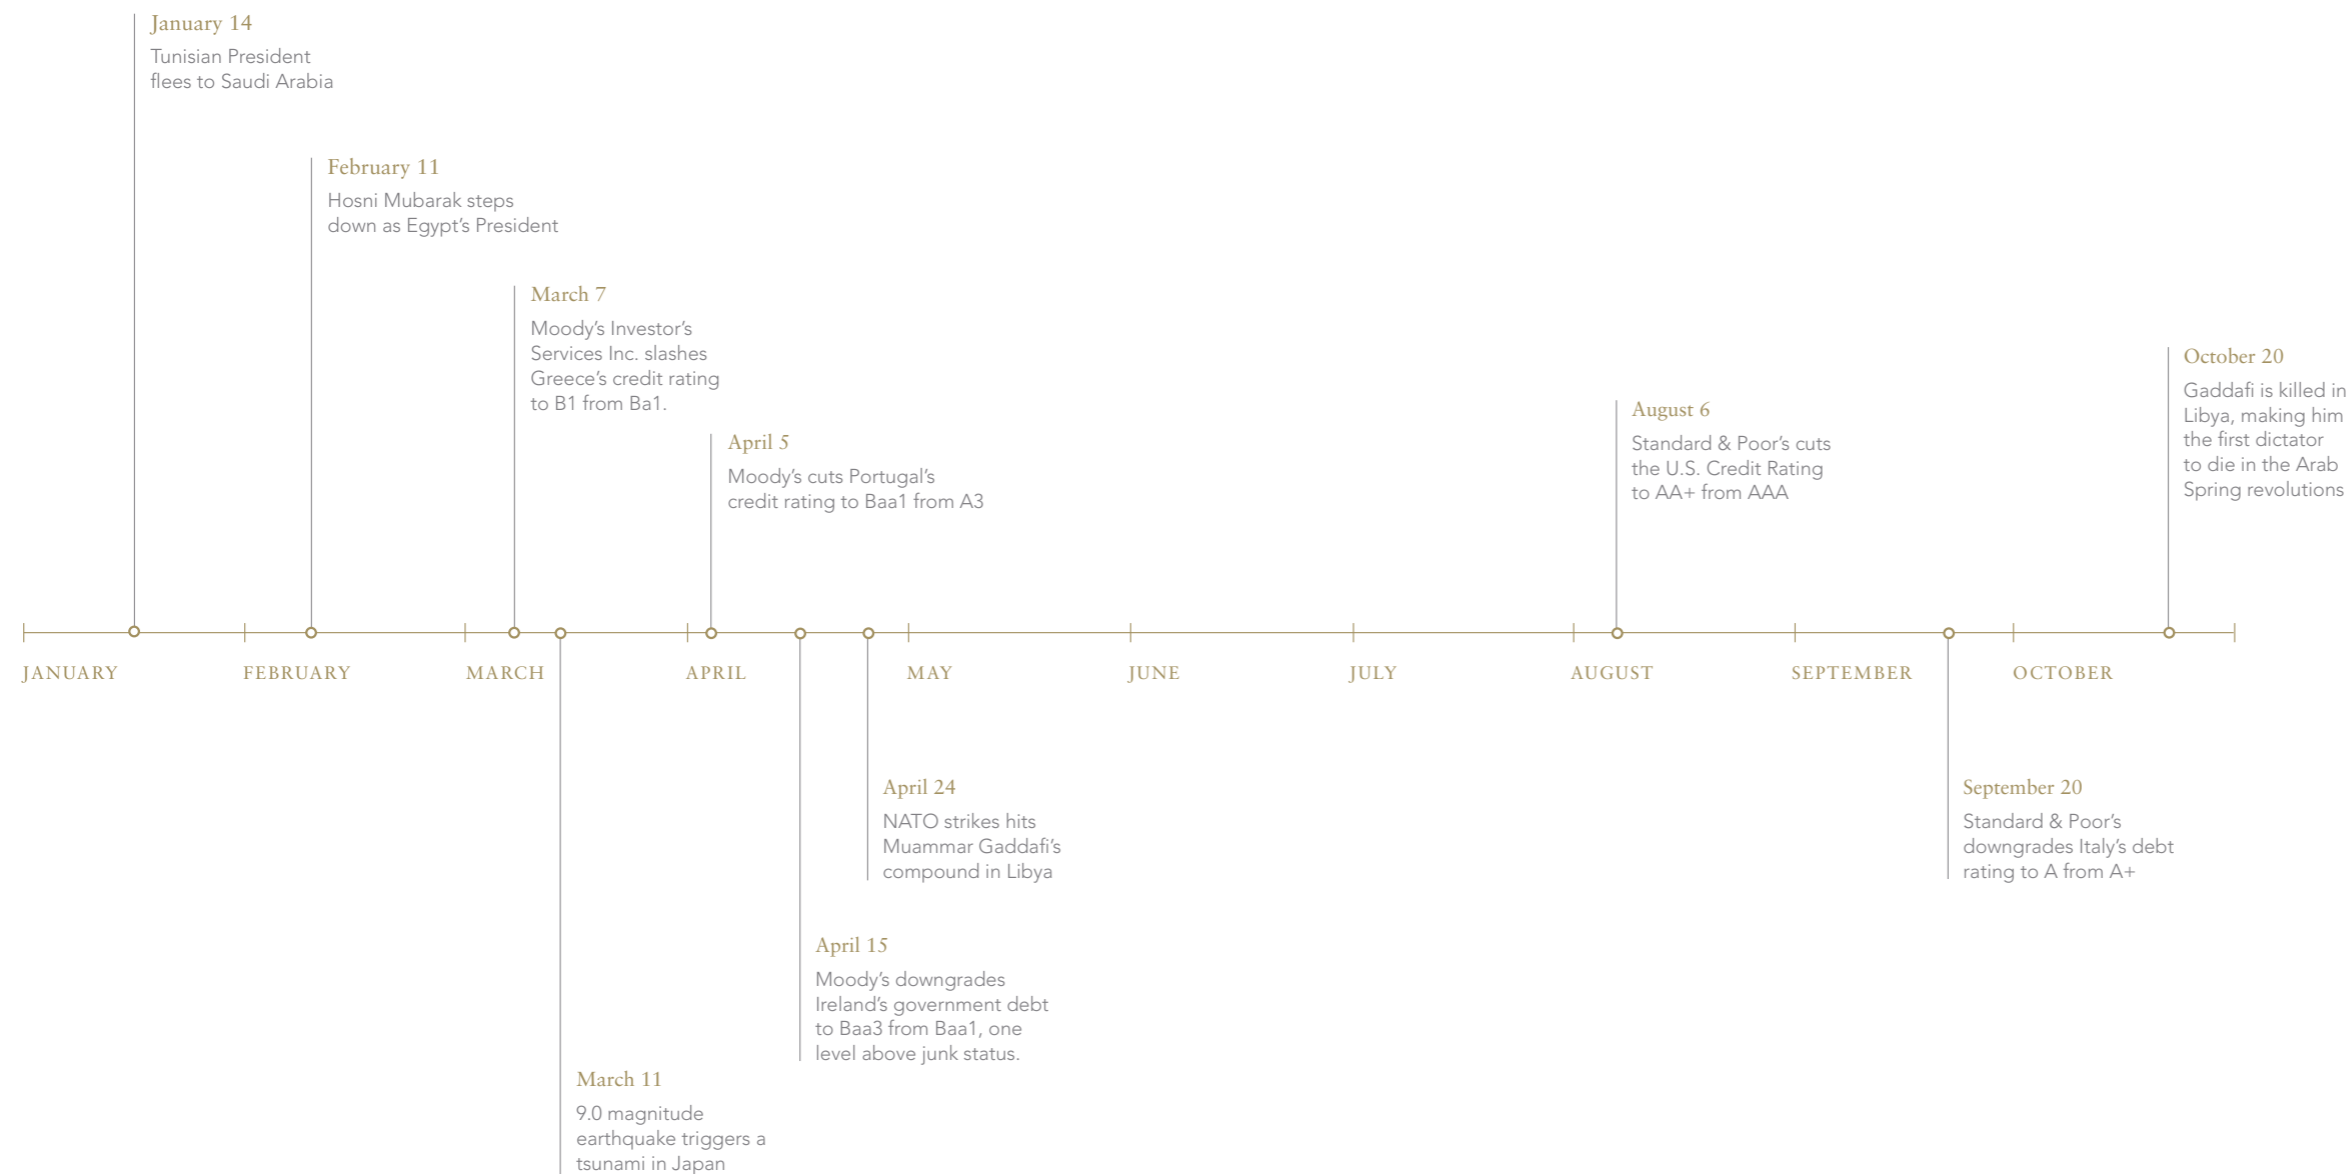 January 14
Tunisian President
flees to Saudi Arabia
February 11
Hosni Mubarak steps
down as Egypt’s President
March 7
Moody’s Investor’s
Services Inc. slashes
Greece’s credit rating
to B1 from Ba1.
April 5
Moody’s cuts Portugal’s
credit rating to Baa1 from A3
August 6
Standard & Poor’s cuts
the U.S. Credit Rating
to AA+ from AAA
October 20
Gaddafi is killed in
Libya, making him
the first dictator
to die in the Arab
Spring revolutions
JANUARY
FEBRUARY
MARCH
APRIL
MAY
JUNE
JULY
AUGUST
SEPTEMBER
OCTOBER
April 24
NATO strikes hits
Muammar Gaddafi’s
compound in Libya
September 20
Standard & Poor’s
downgrades Italy’s debt
rating to A from A+
April 15
Moody’s downgrades
Ireland’s government debt
to Baa3 from Baa1, one
level above junk status.
March 11
9.0 magnitude
earthquake triggers a
tsunami in Japan